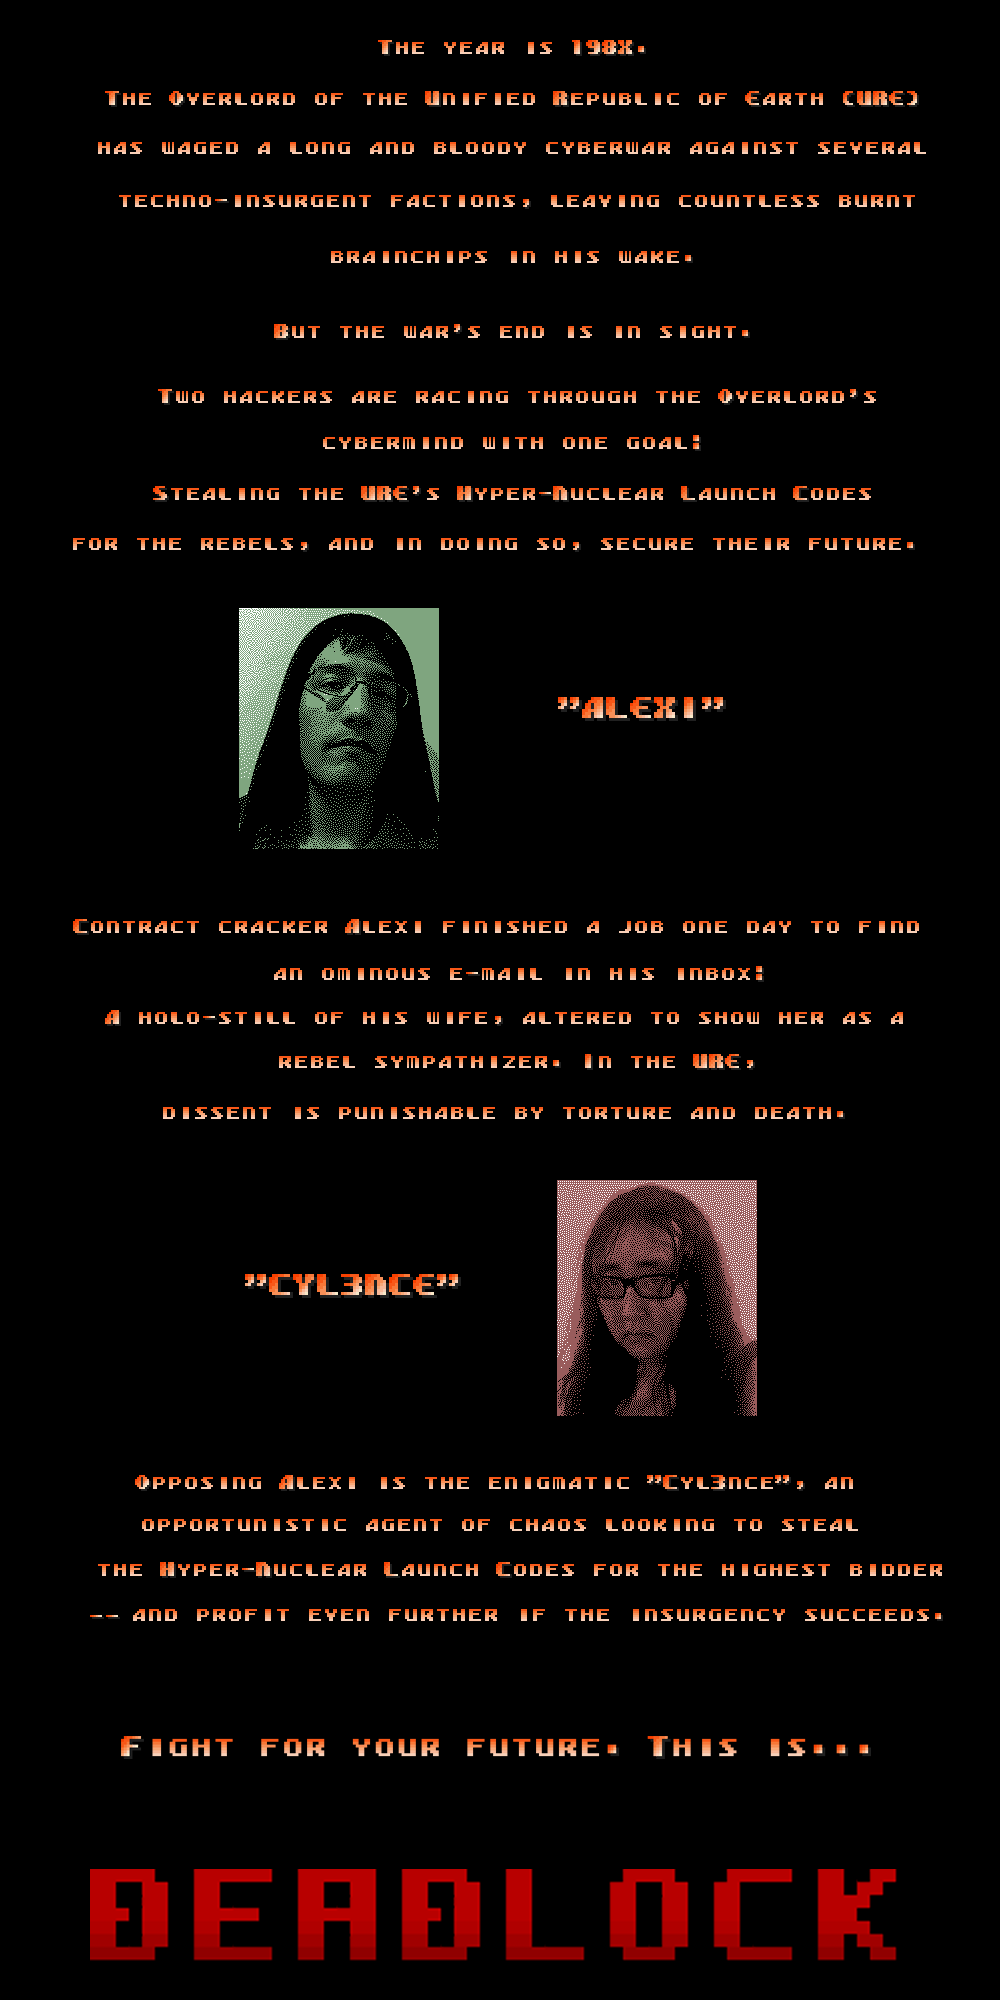 The year is 198X.
The Overlord of the Unified Republic of Earth (URE)
has waged a long and bloody cyberwar against several
techno-insurgent factions, leaving countless burnt
brainchips in his wake.
But the war's end is in sight.
Two hackers are racing through the Overlord's
cybermind with one goal:
Stealing the URE's Hyper-Nuclear Launch Codes
for the rebels, and in doing so, secure their future.
"ALEXI"
Contract cracker Alexi finished a job one day to find
an ominous e-mail in his inbox:
A holo-still of his wife, altered to show her as a
rebel sympathizer. In the URE,
dissent is punishable by torture and death.
"CYL3NCE"
Opposing Alexi is the enigmatic "Cyl3nce", an
opportunistic agent of chaos looking to steal
the Hyper-Nuclear Launch Codes for the highest bidder
-- and profit even further if the insurgency succeeds.
Fight for your future. This is...
DEADLOCK